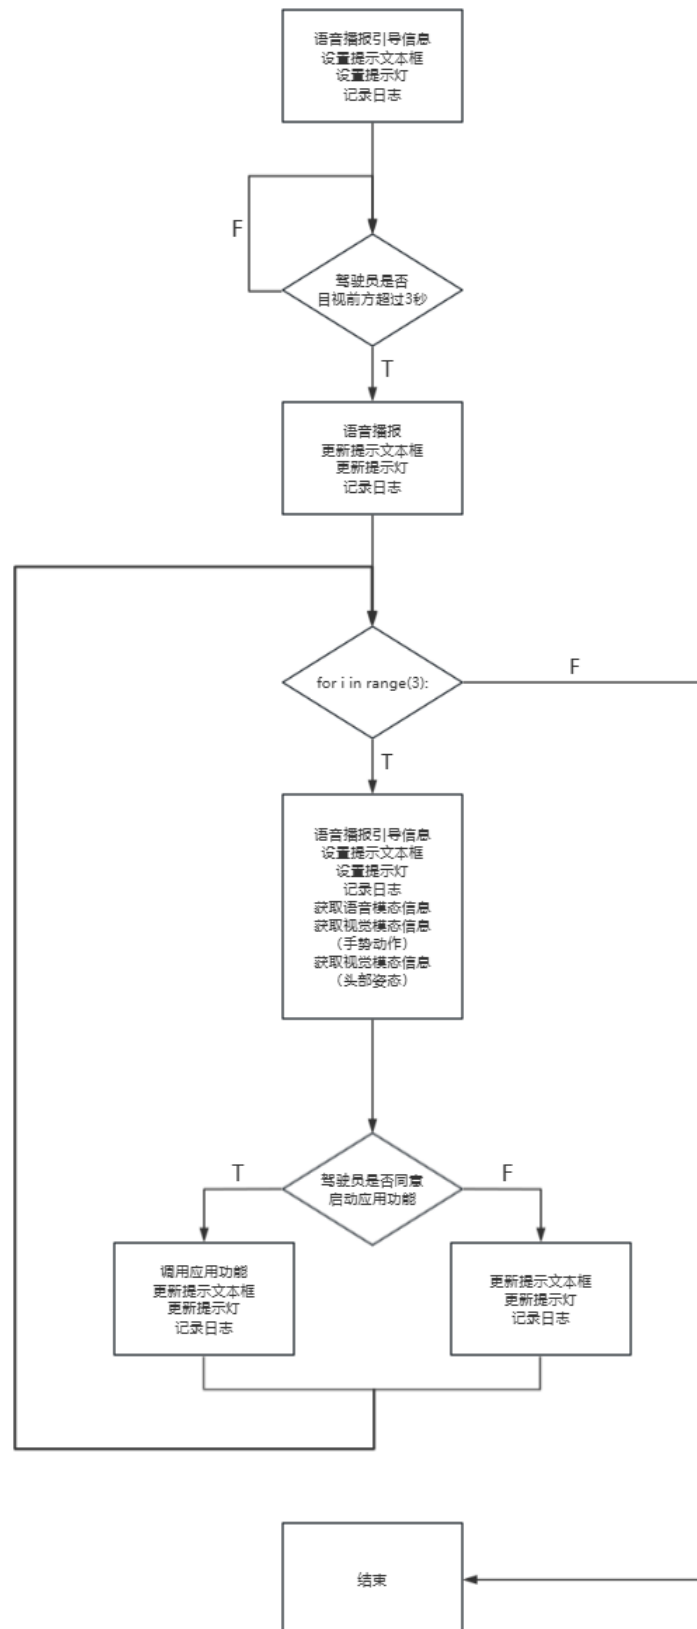 语音播报引导信息
设置提示文本框
设置提示灯
记录日志
F
驾驶员是否
目视前方超过3秒
T
语音播报
更新提示文本框
更新提示灯
记录日志
for i in range(3):
F
T
语音播报引导信息
设置提示文本框
设置提示灯
记录日志
获取语音模态信息
获取视觉模态信息
（手势动作）
获取视觉模态信息
（头部姿态）
驾驶员是否同意
启动应用功能
T
F
调用应用功能
更新提示文本框
更新提示灯
记录日志
更新提示文本框
更新提示灯
记录日志
结束